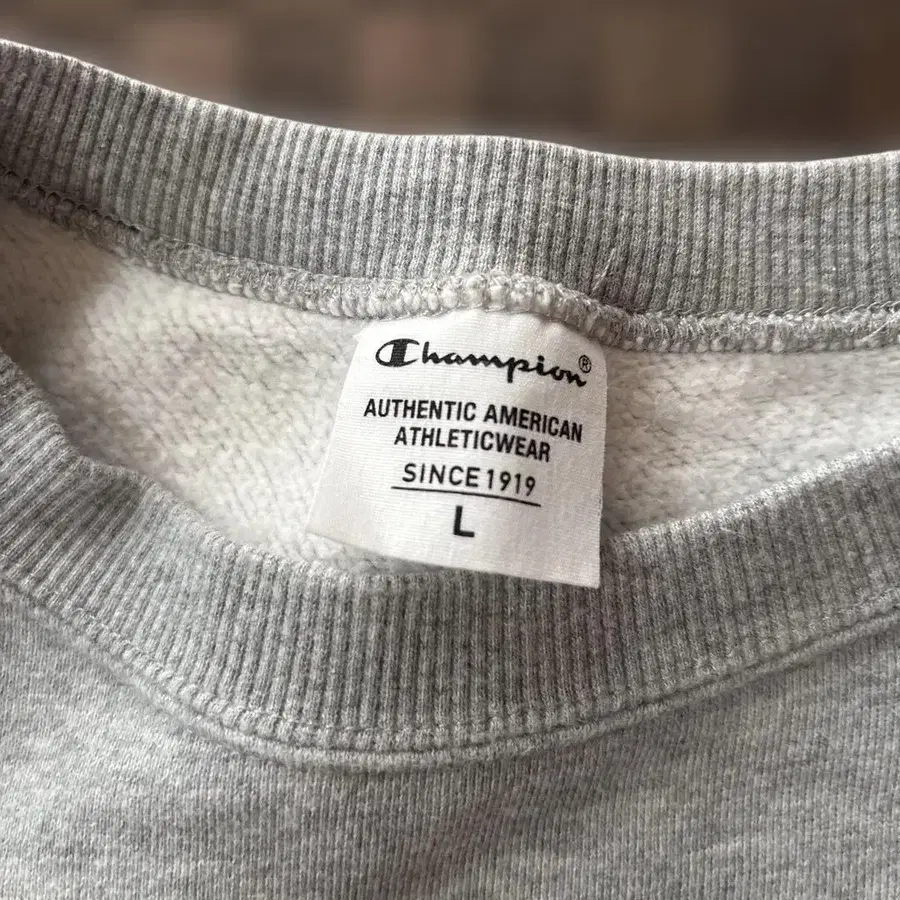 Champion®
AUTHENTIC AMERICAN
ATHLETICWEAR
SINCE 1919
L